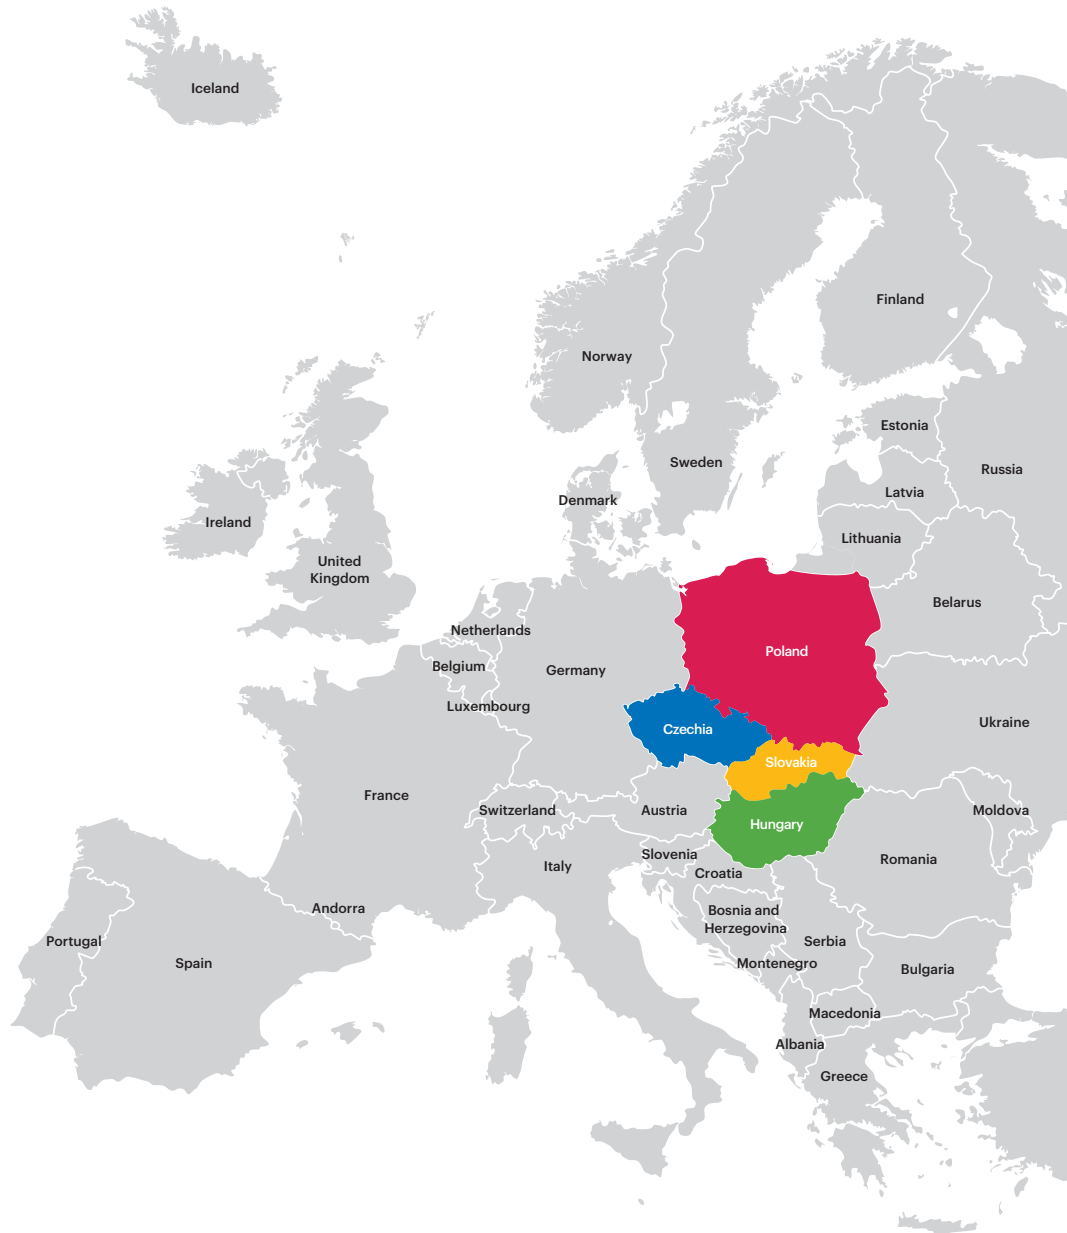 Iceland
Finland
Norway
Estonia
Sweden
Russia
Latvia
Denmark
Ireland
Lithuania
United
Kingdom
Belarus
Netherlands
Poland
Belgium
Germany
Luxembourg
Ukraine
Czechia
Slovakia
France
Switzerland
Austria
Moldova
Hungary
Slovenia
Romania
Italy
Croatia
Andorra
Bosnia and
Herzegovina
Portugal
Serbia
Spain
Montenegro
Bulgaria
Macedonia
Albania
Greece